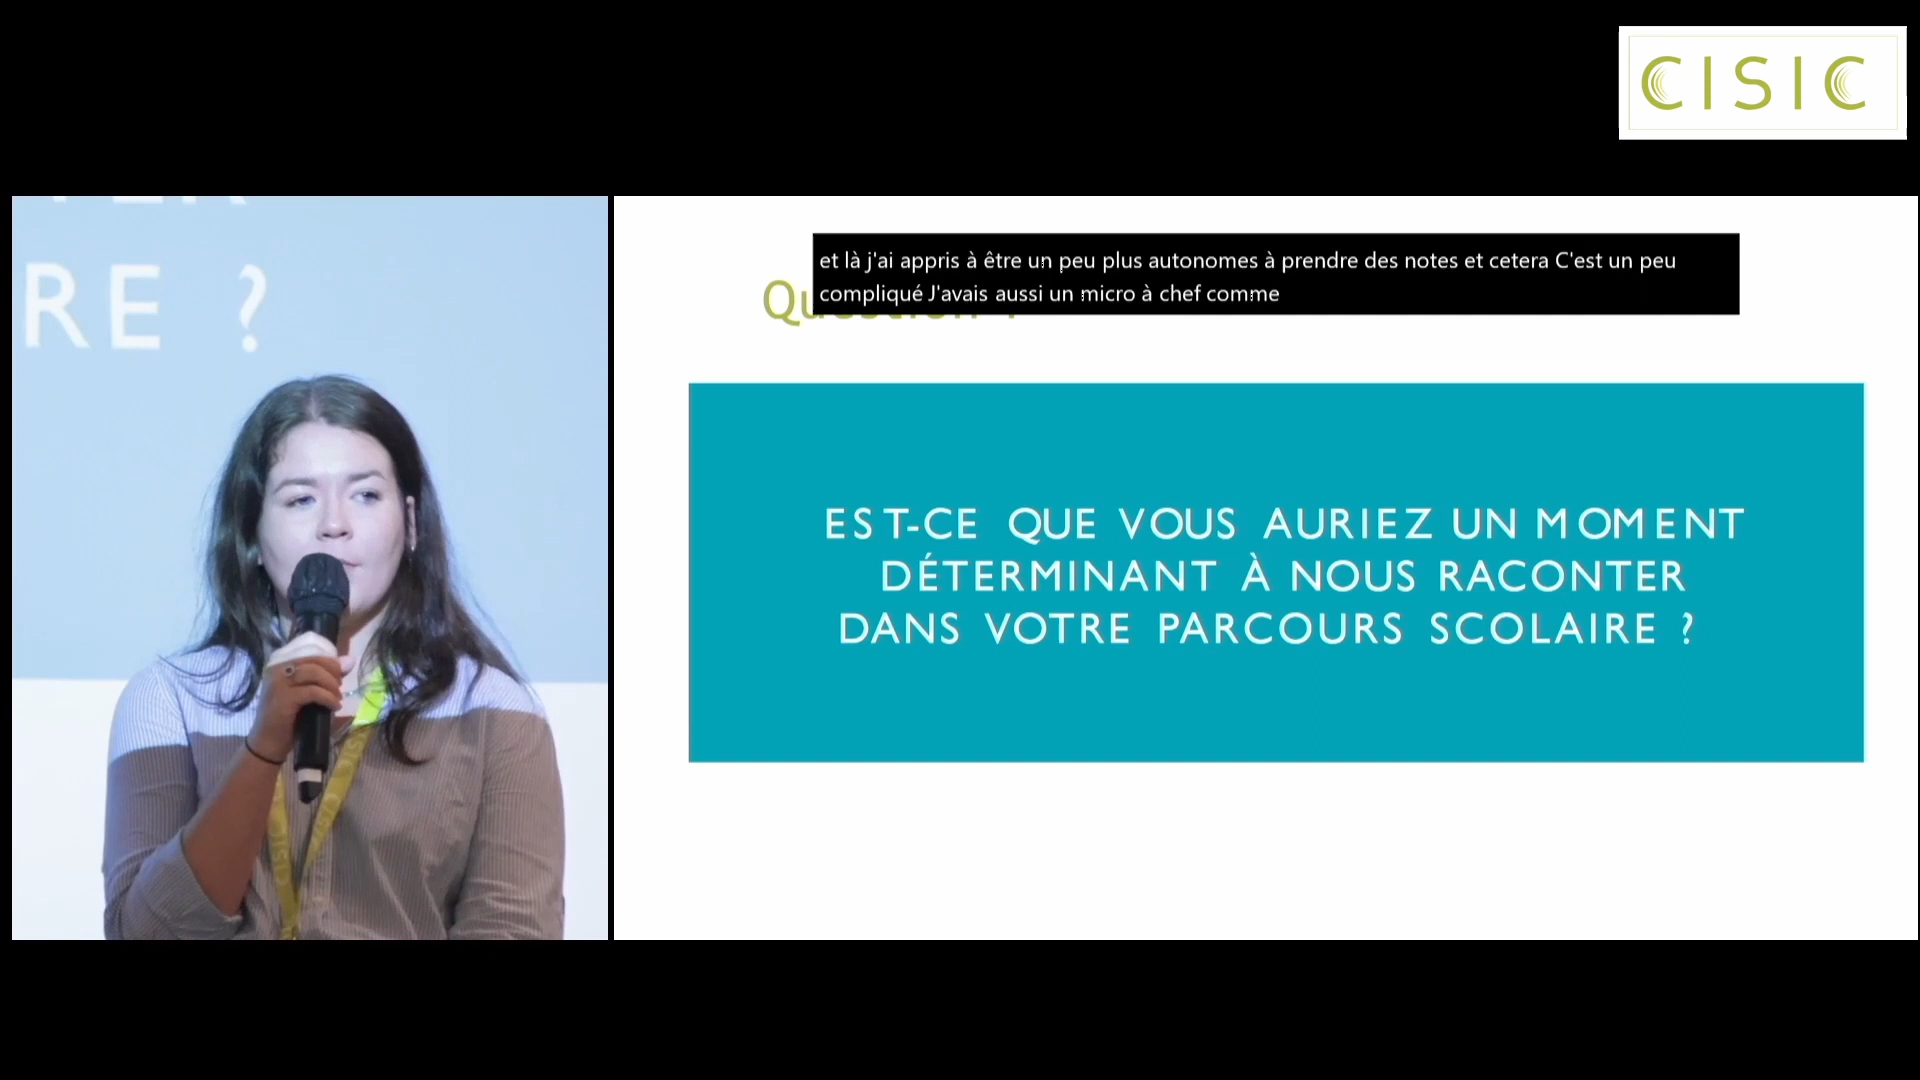 CISIC
RE ?
et là j'ai appris à être un peu plus autonomes à prendre des notes et cetera C'est un peu
compliqué J'avais aussi un micro à chef comme
EST-CE QUE VOUS AURIEZ UN MOMENT
DÉTERMINANT À NOUS RACONTER
DANS VOTRE PARCOURS SCOLAIRE ?